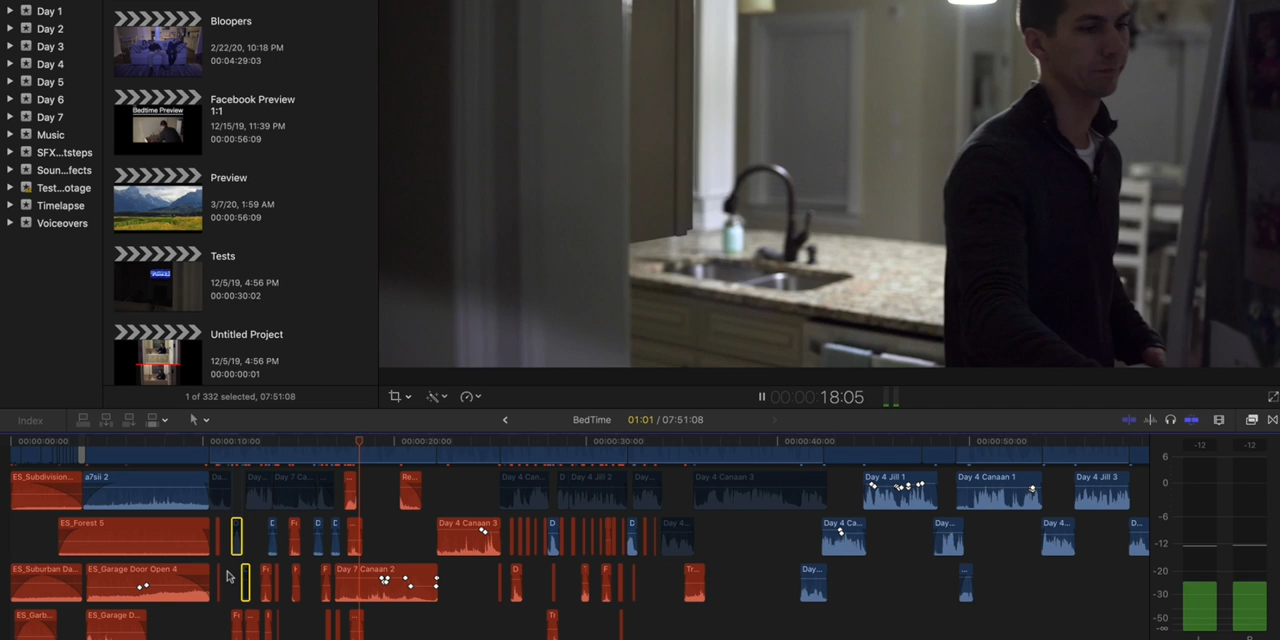 Day 1
Day 2
Day 3
Day 4
Day 5
Day 6
Day 7
Music
SFX...tsteps
Soun...fects
Test...otage
Timelapse
Voiceovers
Bloopers
2/22/20, 10:18 PM
00:04:29:03
Bedtime Preview
Facebook Preview
1:1
12/15/19, 11:39 PM
00:00:56:09
Preview
3/7/20, 1:59 AM
00:00:56:09
Tests
12/5/19, 4:56 PM
00:00:30:02
Untitled Project
12/5/19, 4:56 PM
00:00:00:01
1 of 332 selected, 07:51:08
00:00:18:05
Index
BedTime 01:01 / 07:51:08
00:00:00:00 00:00:10:00 00:00:20:00 00:00:30:00 00:00:40:00 00:00:50:00
-12 -12
ES_Subdivision... a7sii 2 Da... Day... Day 7 Ca... ... Re... Day 4 Can... D Day 4 Jill 2 Day... Day 4 Canaan 3 Day 4 Jill 1 Day 4 Canaan 1 Day 4 Jill 3
ES_Forest 5 D Fo D D ... Day 4 Canaan 3 D D Day 4... Day 4 Ca... Day... Day 4... D...
ES_Suburban Da... ES_Garage Door Open 4 F F Day 7 Canaan 2 D F Tr... Day... ...
ES_Garb... ES_Garage D... ... ... Tr
6
0
-6
-12
-20
-30
-50
-∞
L R